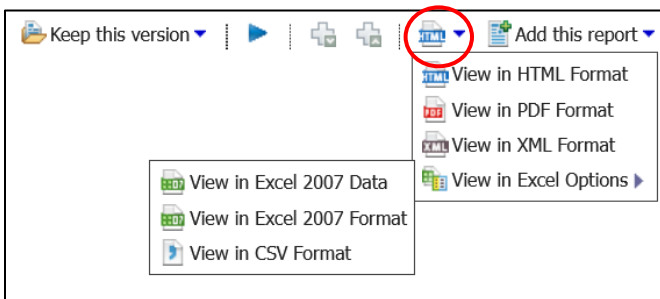 Keep this version Add this report
View in HTML Format
View in PDF Format
View in XML Format
View in Excel Options
View in Excel 2007 Data
View in Excel 2007 Format
View in CSV Format